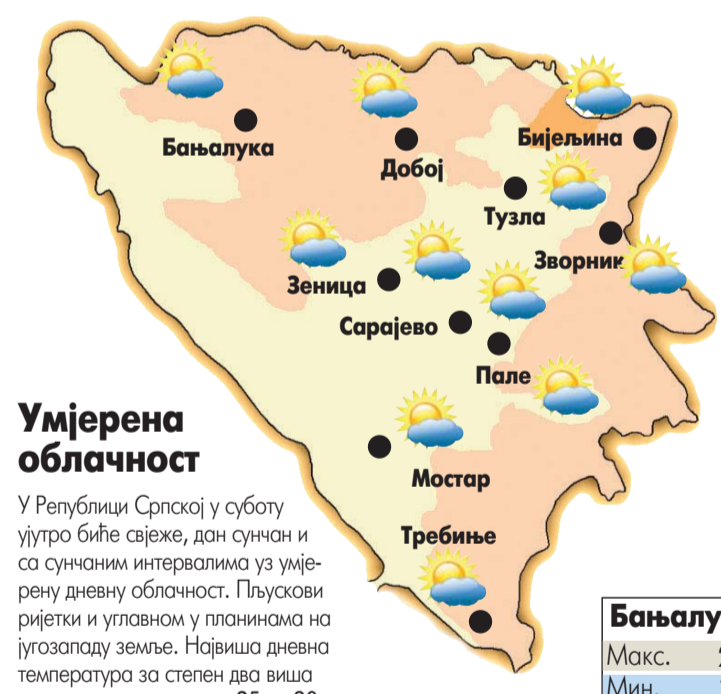 Бањалука
Добој
Бијељина
Тузла
Зворник
Зеница
Сарајево
Пале
Мостар
Требиње
Умјерена
облачност
У Републици Српској у суботу
ујутро биће свјеже, дан сунчан и
са сунчаним интервалима уз умје-
рену дневну облачност. Пљускови
ријетки и углавном у планинама на
југозападу земље. Највиша дневна
температура за степен два виша
Макс.
Мин.